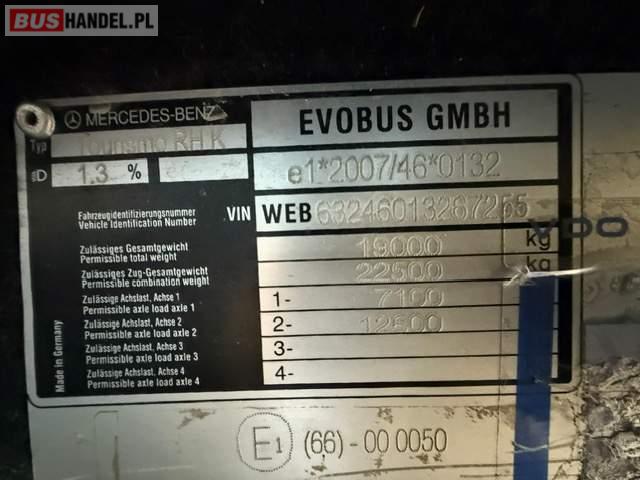 BUSHANDEL.PL
MERCEDES-BENZ
EVOBUS GMBH
Typ Tourismo RH K
e1*2007/46*0132
D 1.3 %
Fahrzeugidentifizierungsnummer
Vehicle Identification Number
VIN WEB63246013267255
VDO
Zulässiges Gesamtgewicht
Permissible total weight
19000 kg
Zulässiges Zug-Gesamtgewicht
Permissible combination weight
22500 kg
Zulässige Achslast, Achse 1
Permissible axle load axle 1
1- 7100
Zulässige Achslast, Achse 2
Permissible axle load axle 2
2- 12500
Zulässige Achslast, Achse 3
Permissible axle load axle 3
3-
Zulässige Achslast, Achse 4
Permissible axle load axle 4
4-
Made in Germany
E1 (66)-00 0050